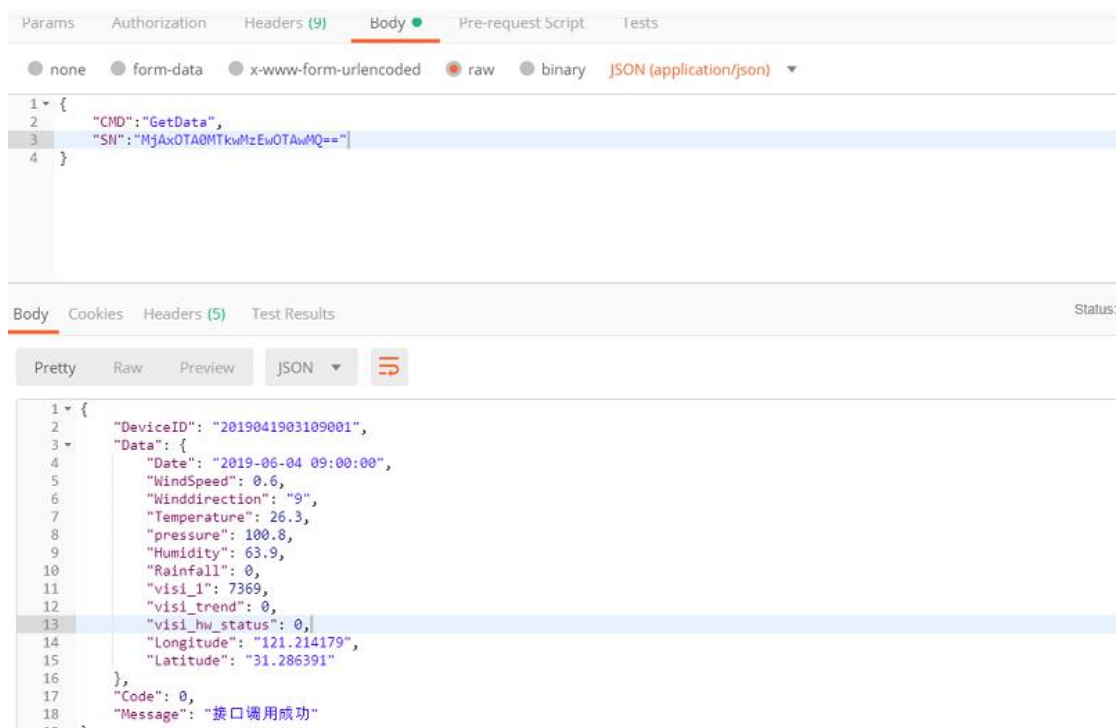 Params Authorization Headers (9) Body Pre-request Script Tests
none form-data x-www-form-urlencoded raw binary JSON (application/json)
1 {
2 "CMD":"GetData",
3 "SN":"MjAxOTA0MTkwMzEwOTAwMQ=="
4 }
Body Cookies Headers (5) Test Results Status:
Pretty Raw Preview JSON
1 {
2 "DeviceID": "2019041903109001",
3 "Data": {
4 "Date": "2019-06-04 09:00:00",
5 "WindSpeed": 0.6,
6 "Winddirection": "9",
7 "Temperature": 26.3,
8 "pressure": 100.8,
9 "Humidity": 63.9,
10 "Rainfall": 0,
11 "visi_1": 7369,
12 "visi_trend": 0,
13 "visi_hw_status": 0,
14 "Longitude": "121.214179",
15 "Latitude": "31.286391"
16 },
17 "Code": 0,
18 "Message": "接口调用成功"